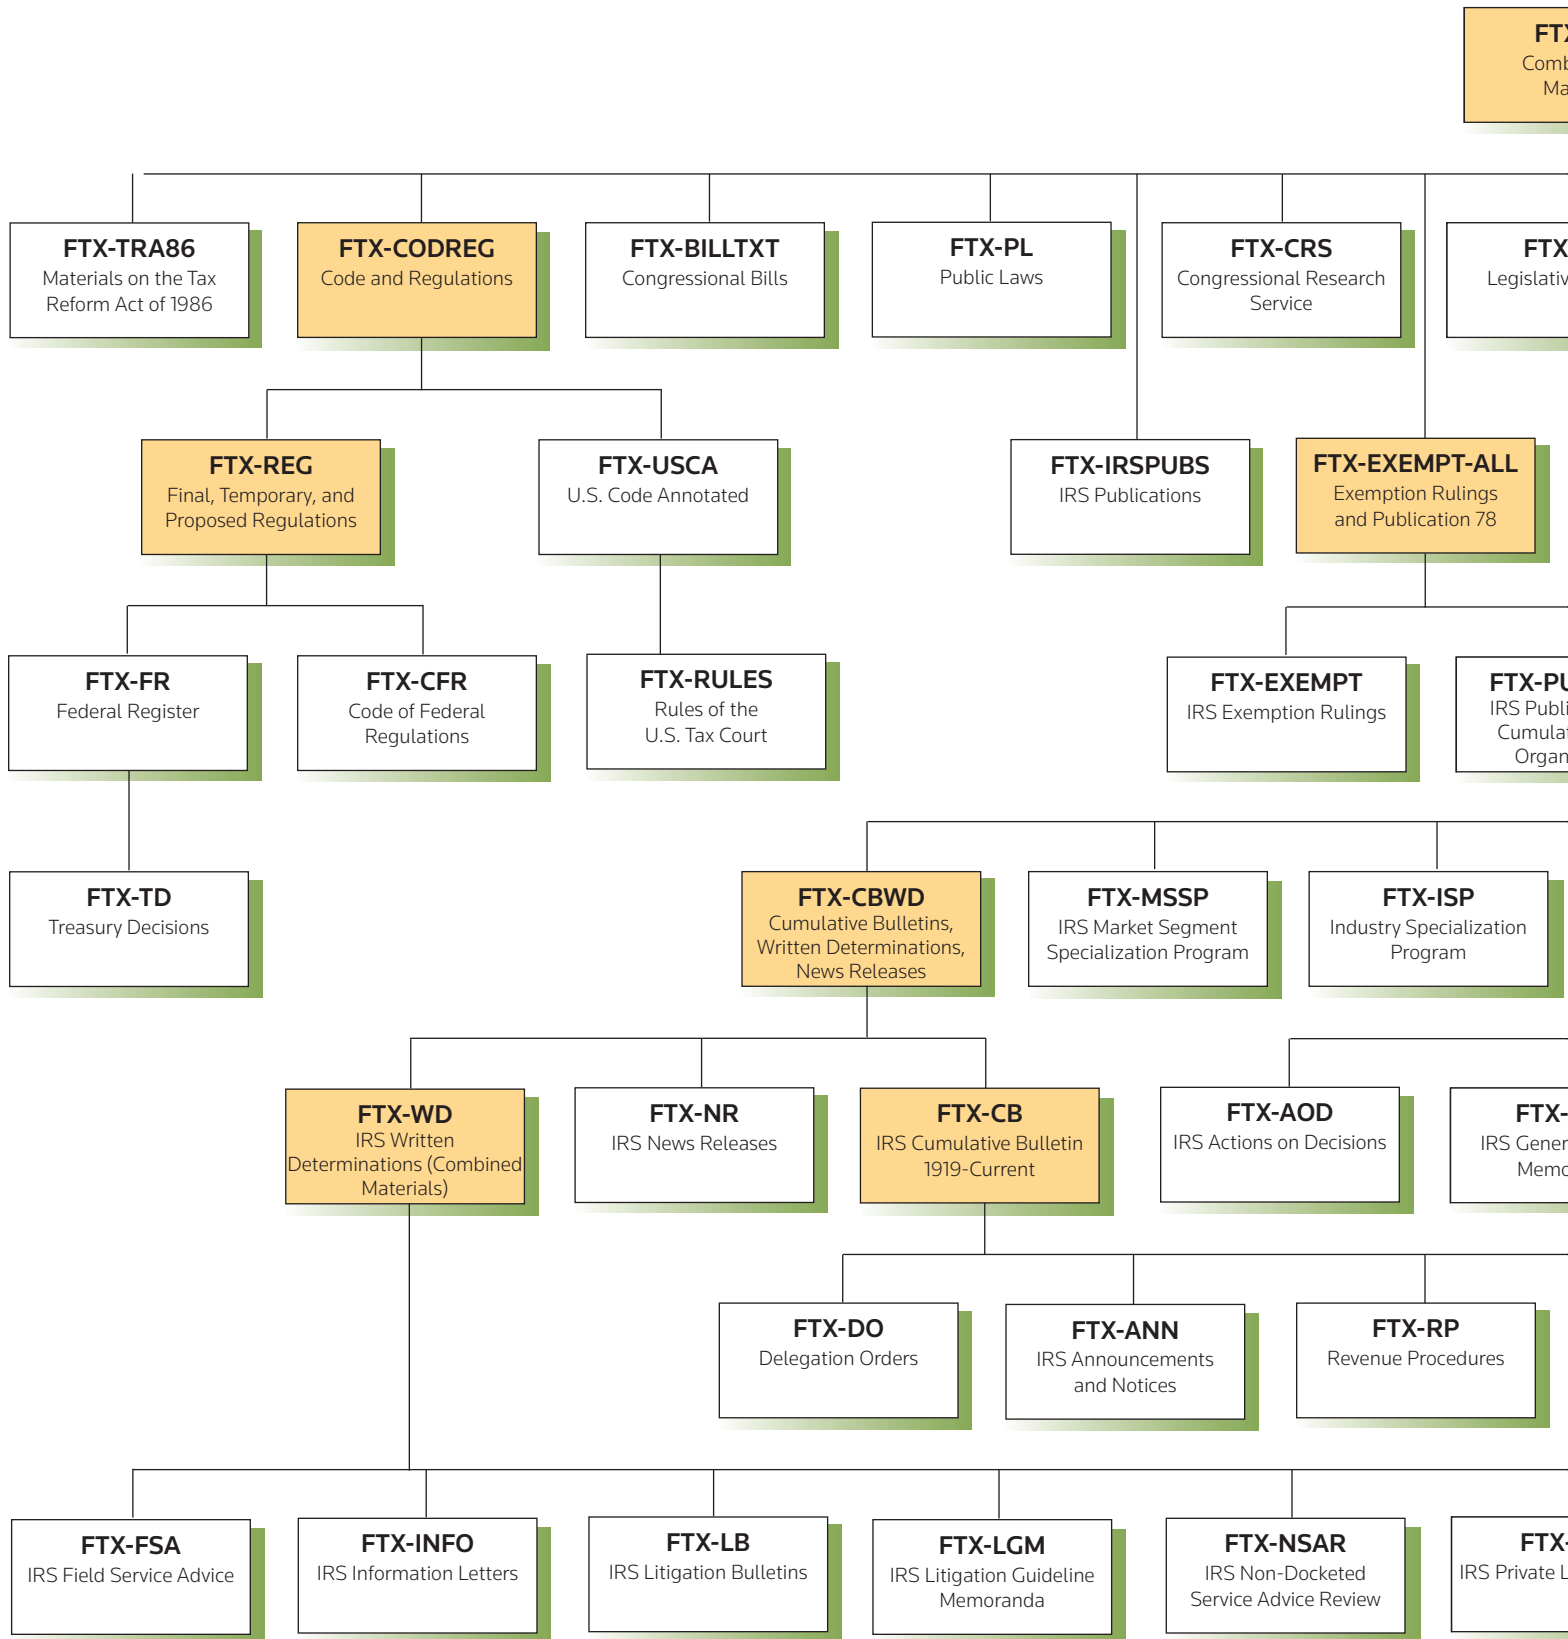 FTX-TRA86
Materials on the Tax
Reform Act of 1986
FTX-CODREG
Code and Regulations
FTX-BILLTXT
Congressional Bills
FTX-PL
Public Laws
FTX-CRS
Congressional Research
Service
FTX
FTX-REG
Final, Temporary, and
Proposed Regulations
FTX-USCA
U.S. Code Annotated
FTX-IRSPUBS
IRS Publications
FTX-EXEMPT-ALL
Exemption Rulings
and Publication 78
FTX-FR
Federal Register
FTX-CFR
Code of Federal
Regulations
FTX-RULES
Rules of the
U.S. Tax Court
FTX-EXEMPT
IRS Exemption Rulings
IRS
FTX-TD
Treasury Decisions
FTX-CBWD
Cumulative Bulletins,
Written Determinations,
News Releases
FTX-MSSP
IRS Market Segment
Specialization Program
FTX-ISP
Industry Specialization
Program
FTX-WD
IRS Written
Determinations (Combined
Materials)
FTX-NR
IRS News Releases
FTX-CB
IRS Cumulative Bulletin
1919-Current
FTX-AOD
IRS Actions on Decisions
FTX-
IRS
FTX-DO
Delegation Orders
FTX-ANN
IRS Announcements
and Notices
FTX-RP
Revenue Procedures
FTX-FSA
IRS Field Service Advice
FTX-INFO
IRS Information Letters
FTX-LB
IRS Litigation Bulletins
FTX-LGM
IRS Litigation Guideline
Memoranda
FTX-NSAR
IRS Non-Docketed
Service Advice Review
FTX-
IRS Private